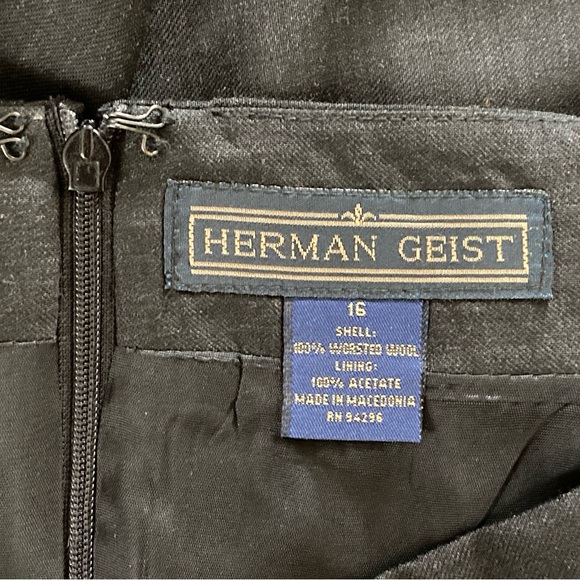 HERMAN GEIST
16
SHELL:
100% WORSTED WOOL
LINING:
100% ACETATE
MADE IN MACEDONIA
RN 94296